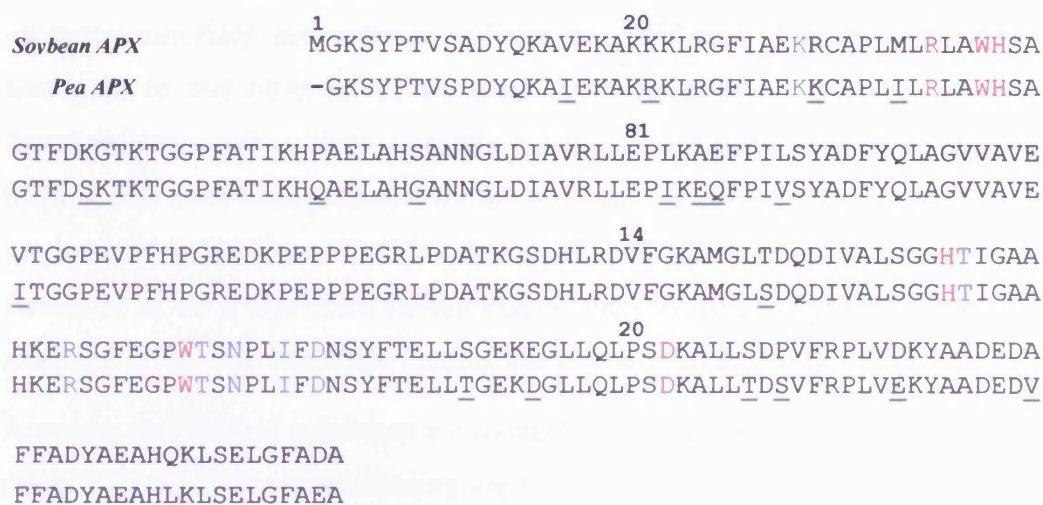 1 20
Soybean APX MGKSYPTVSADYQKAVEKAKKKLRGFIAEKRCAPLMLRLAWHSA
Pea APX –GKSYPTVSPDYQKAIEKAKRKLRGFIAEKKCAPLILRLAWHSA
81
GTFDKGTKTGGPFATIKHPAELAHSANNGLDIAVRLLEPLKAEFPILSYADFYQLAGVVAVE
GTFDSKTKTGGPFATIKHQAELAHGANNGLDIAVRLLEPIKEQFPIVSYADFYQLAGVVAVE
14
VTGGPEVPFHPGREDKPEPPPEGRLPDATKGSDHLRDVFGKAMGLTDQDIVALSGGHTIGAA
ITGGPEVPFHPGREDKPEPPPEGRLPDATKGSDHLRDVFGKAMGLSDQDIVALSGGHTIGAA
20
HKERSGFEGPWTSNPLIFDNSYFTELLSGEKEGLLQLPSDKALLSDPVFRPLVDKYAADEDA
HKERSGFEGPWTSNPLIFDNSYFTELLTGEKDGLLQLPSDKALLTDSVFRPLVEKYAADEDV
FFADYAEAHQKLSELGFADA
FFADYAEAHLKLSELGFAEA